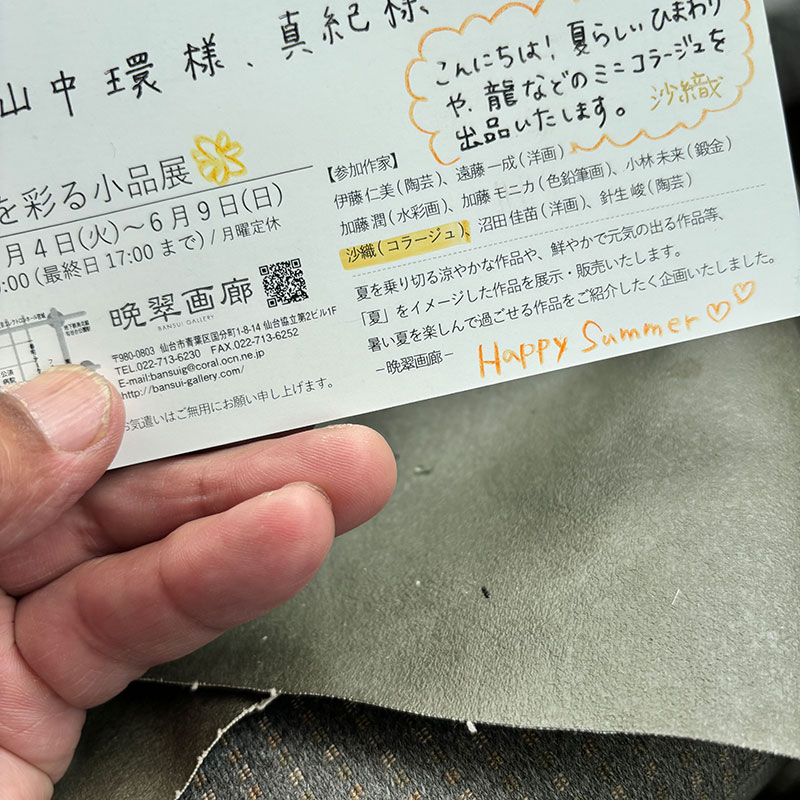 山中環様、真紀様
こんにちは！夏らしいひまわり
や、龍などのミニコラージュを
出品いたします。 沙織
を彩る小品展
月4日(火)～6月9日(日)
:00 (最終日 17:00 まで) / 月曜定休
晩翠画廊
BANSUI GALLERY
〒980-0803 仙台市青葉区国分町1-8-14 仙台協立第2ビル1F
TEL.022-713-6230 FAX.022-713-6252
E-mail:bansuig@coral.ocn.ne.jp
http://bansui-gallery.com/
お気遣いはご無用にお願い申し上げます。
【参加作家】
伊藤 仁美 ( 陶芸 )、遠藤 一成 ( 洋画 )
加藤 潤 ( 水彩画 )、加藤 モニカ ( 色鉛筆画 )、小林 未来 ( 鍛金 )
沙織 ( コラージュ )、沼田 佳苗 ( 洋画 )、針生 峻 ( 陶芸 )
夏を乗り切る涼やかな作品や、鮮やかで元気の出る作品等、
「夏」をイメージした作品を展示・販売いたします。
暑い夏を楽しんで過ごせる作品をご紹介したく企画いたしました。
−晩翠画廊−
Happy Summer♡♡